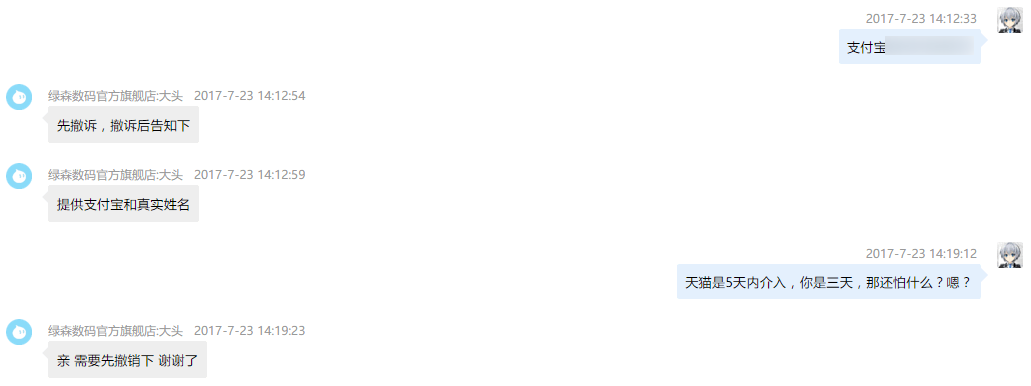 2017-7-23 14:12:33
支付宝
绿森数码官方旗舰店:大头 2017-7-23 14:12:54
先撤诉，撤诉后告知下
绿森数码官方旗舰店:大头 2017-7-23 14:12:59
提供支付宝和真实姓名
2017-7-23 14:19:12
天猫是5天内介入，你是三天，那还怕什么？嗯？
绿森数码官方旗舰店:大头 2017-7-23 14:19:23
亲 需要先撤销下 谢谢了